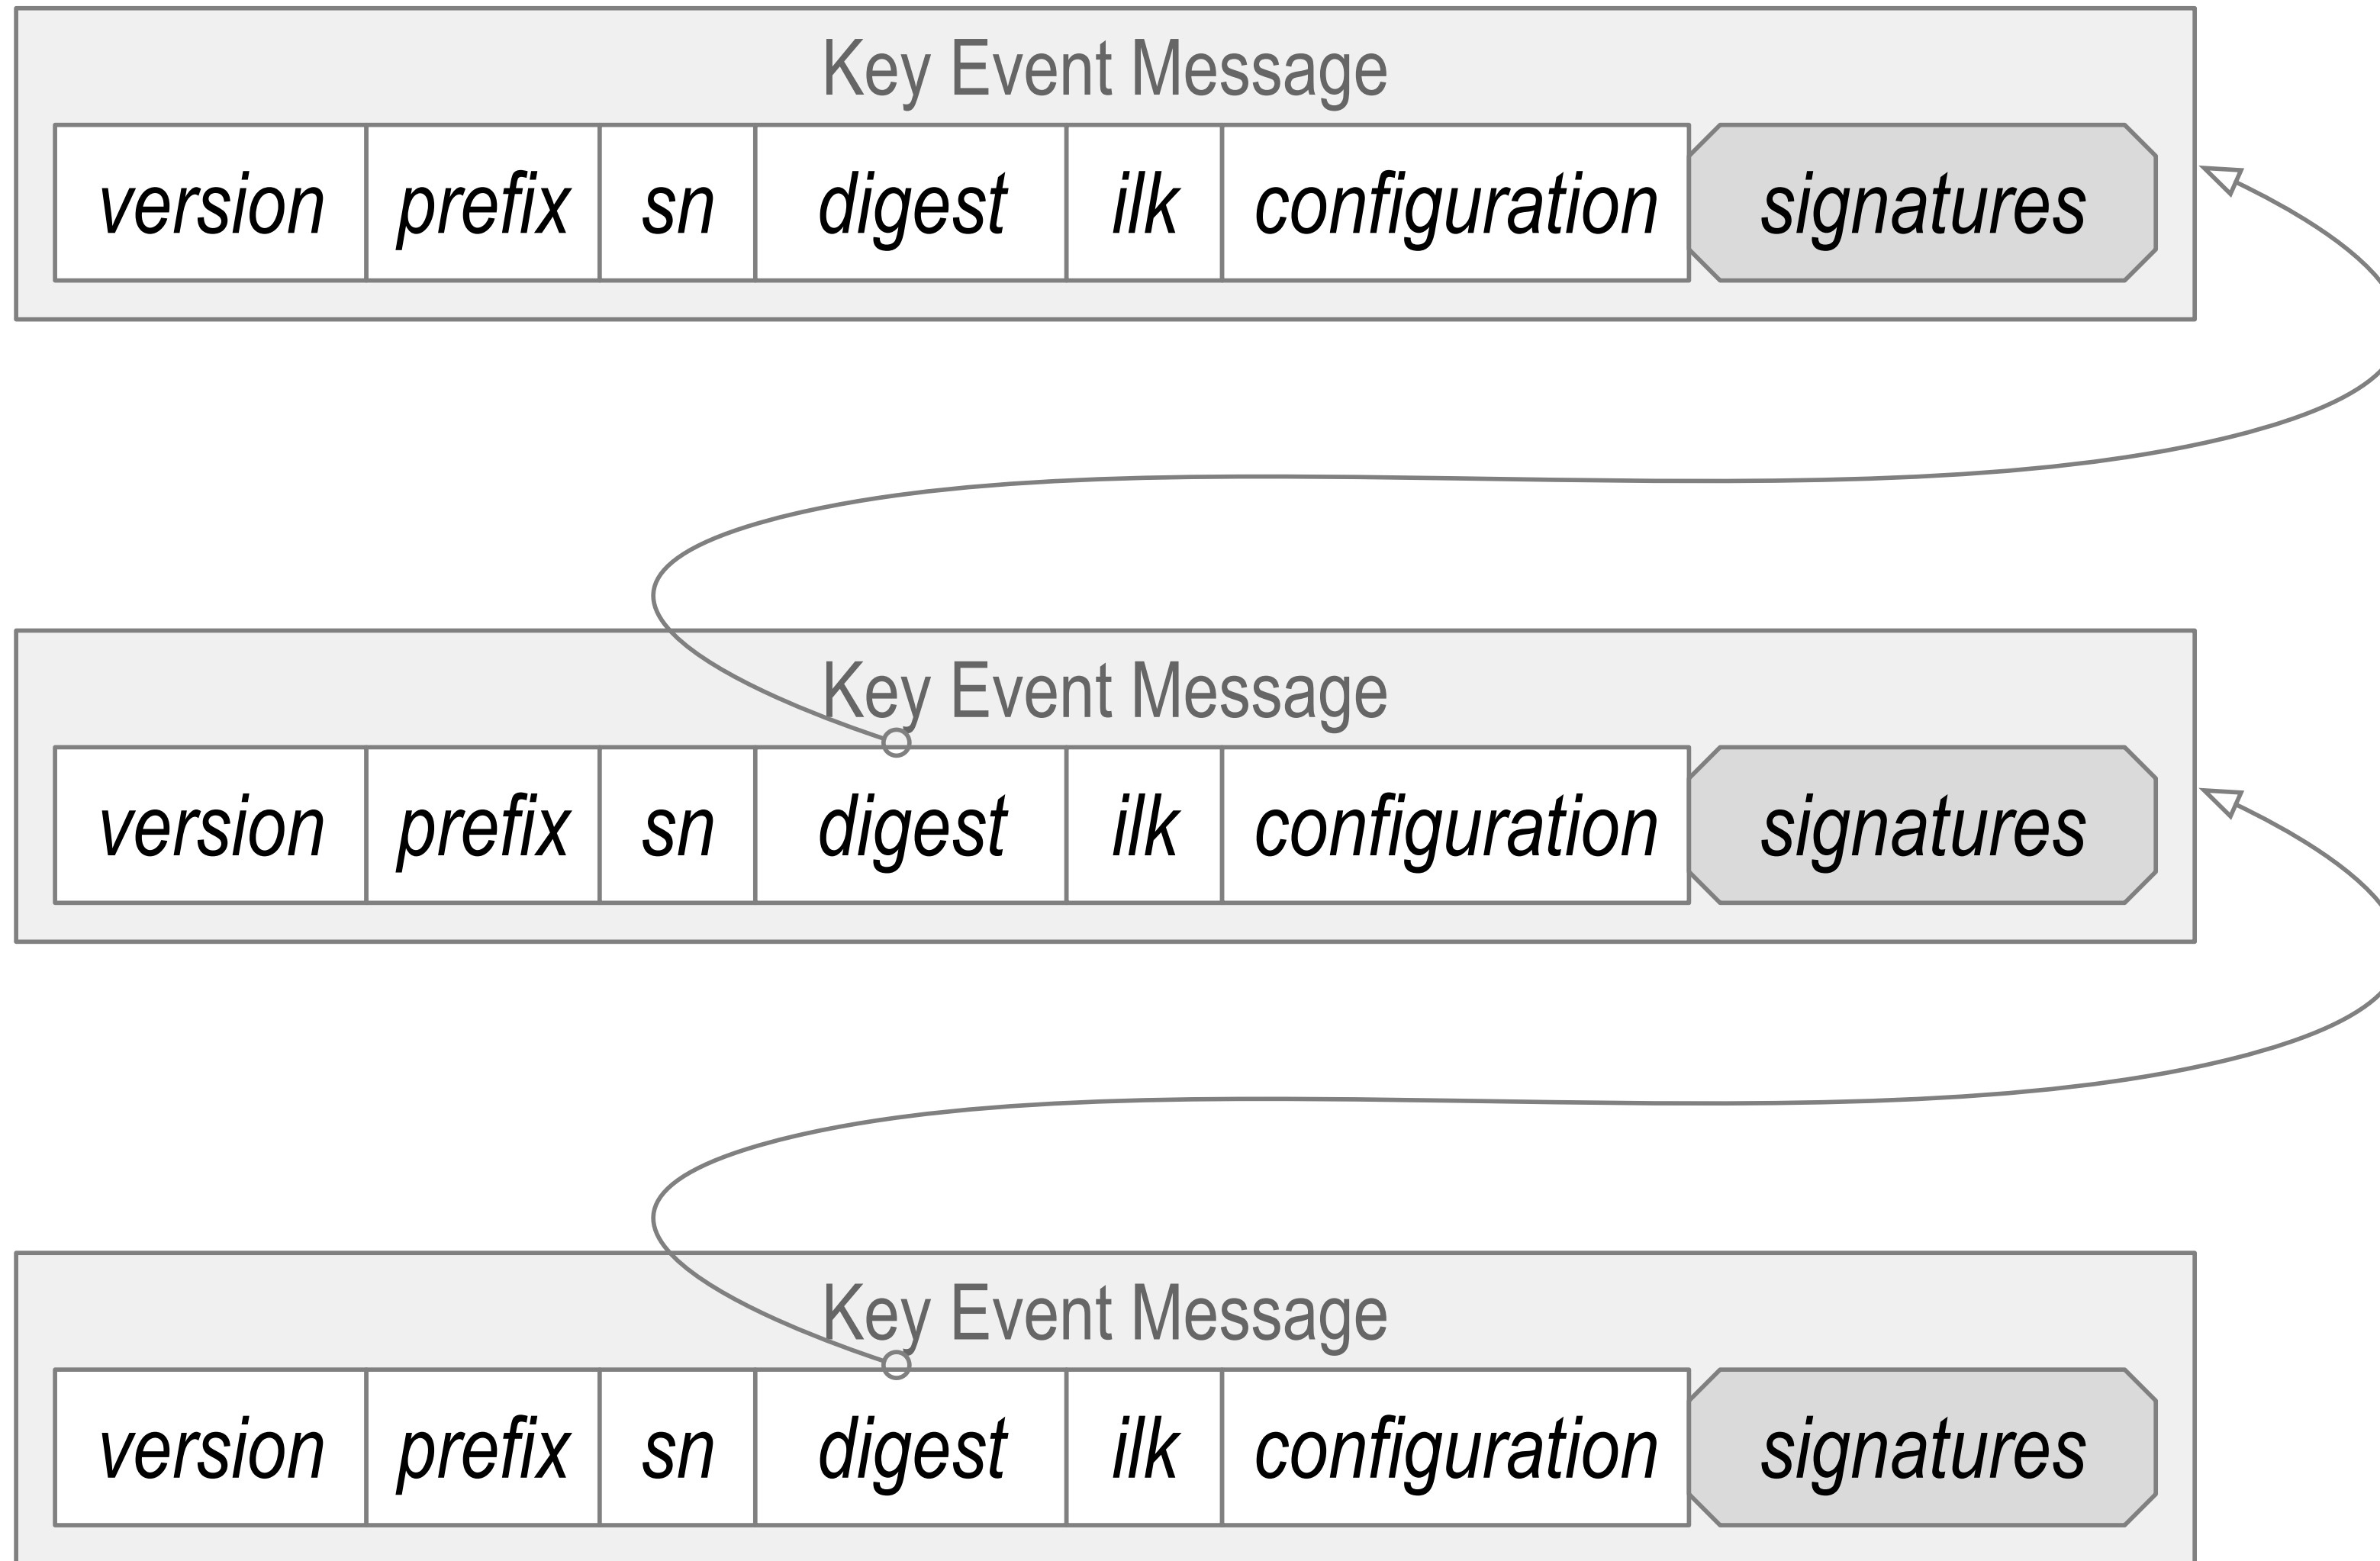 Key Event Message
version prefix sn digest ilk configuration signatures
Key Event Message
version prefix sn digest ilk configuration signatures
Key Event Message
version prefix sn digest ilk configuration signatures